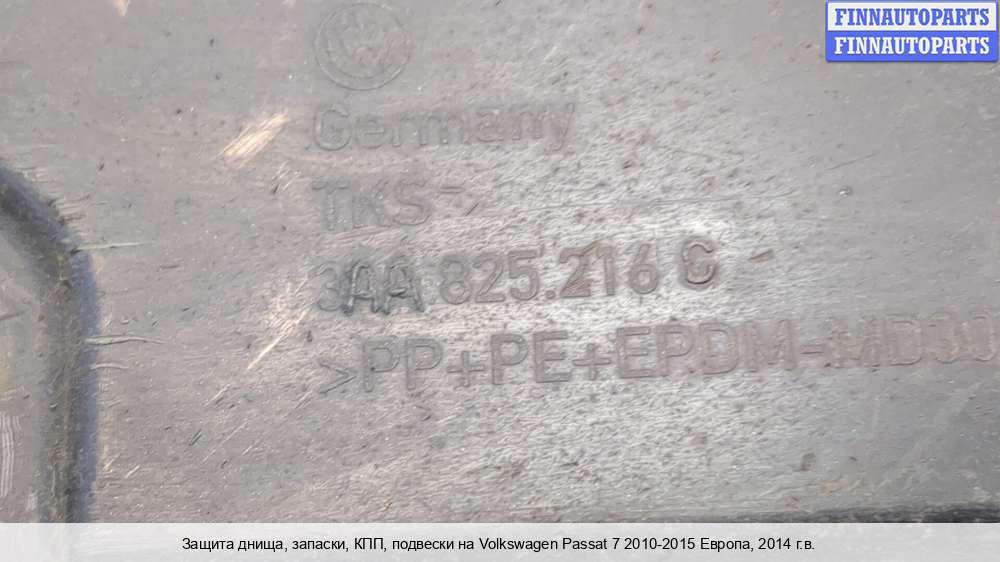 FINNAUTOPARTS
FINNAUTOPARTS
Germany
TKS
3AA.825.216 C
>PP+PE+EPDM-MD30
Защита днища, запаски, КПП, подвески на Volkswagen Passat 7 2010-2015 Европа, 2014 г.в.